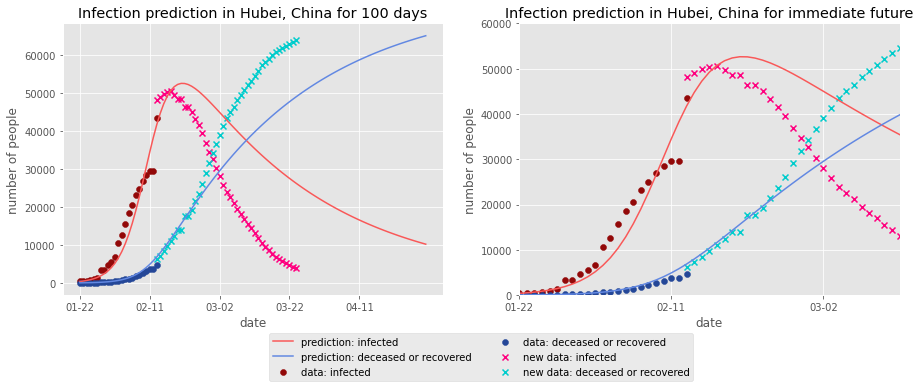 Infection prediction in Hubei, China for 100 days
Infection prediction in Hubei, China for immediate future
number of people
60000
50000
40000
30000
20000
10000
0
01-22
02-11
03-02
03-22
04-11
date
number of people
60000
50000
40000
30000
20000
10000
0
01-22
02-11
03-02
date
prediction: infected
prediction: deceased or recovered
data: infected
data: deceased or recovered
new data: infected
new data: deceased or recovered